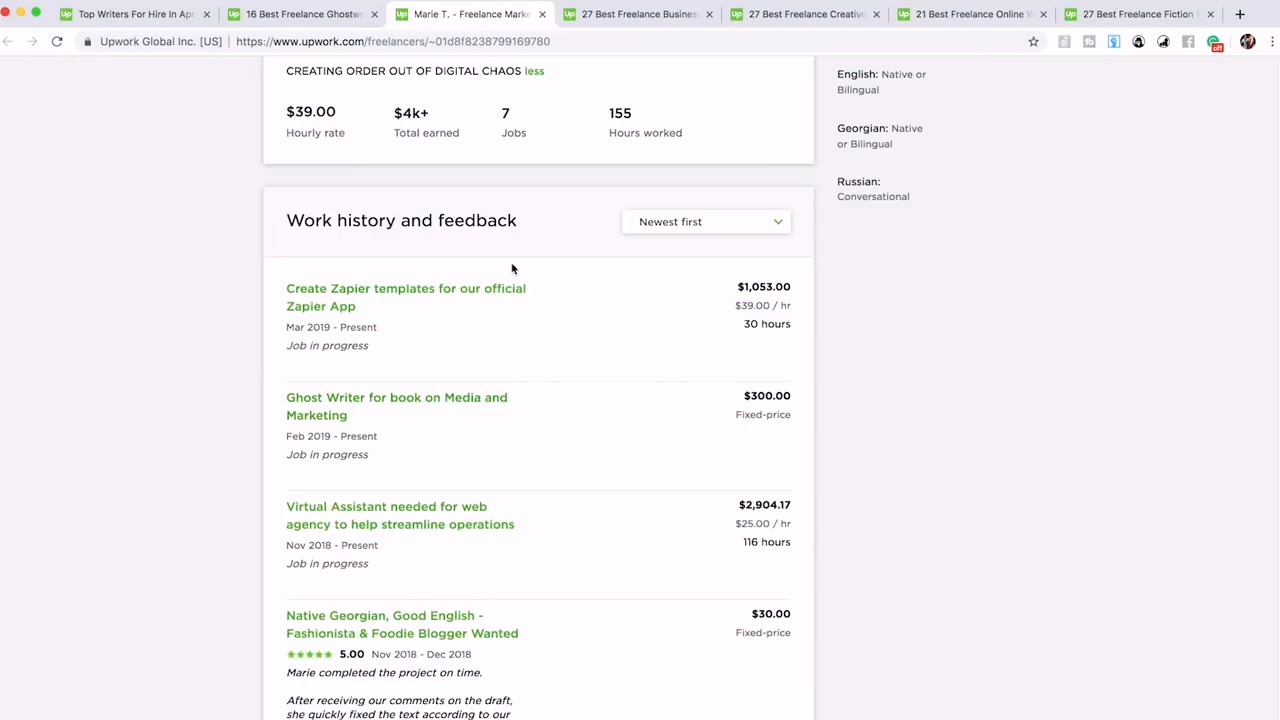 Top Writers For Hire In Apr
16 Best Freelance Ghostw
Marie T. - Freelance Marke
27 Best Freelance Busines
27 Best Freelance Creative
21 Best Freelance Online W
27 Best Freelance Fiction
Upwork Global Inc. [US] | https://www.upwork.com/freelancers/~01d8f8238799169780
off
CREATING ORDER OUT OF DIGITAL CHAOS less
$39.00
Hourly rate
$4k+
Total earned
7
Jobs
155
Hours worked
English: Native or
Bilingual
Georgian: Native
or Bilingual
Russian:
Conversational
Work history and feedback
Newest first
Create Zapier templates for our official
Zapier App
Mar 2019 - Present
Job in progress
$1,053.00
$39.00 / hr
30 hours
Ghost Writer for book on Media and
Marketing
Feb 2019 - Present
Job in progress
$300.00
Fixed-price
Virtual Assistant needed for web
agency to help streamline operations
Nov 2018 - Present
Job in progress
$2,904.17
$25.00 / hr
116 hours
Native Georgian, Good English -
Fashionista & Foodie Blogger Wanted
5.00 Nov 2018 - Dec 2018
Marie completed the project on time.
After receiving our comments on the draft,
she quickly fixed the text according to our
$30.00
Fixed-price